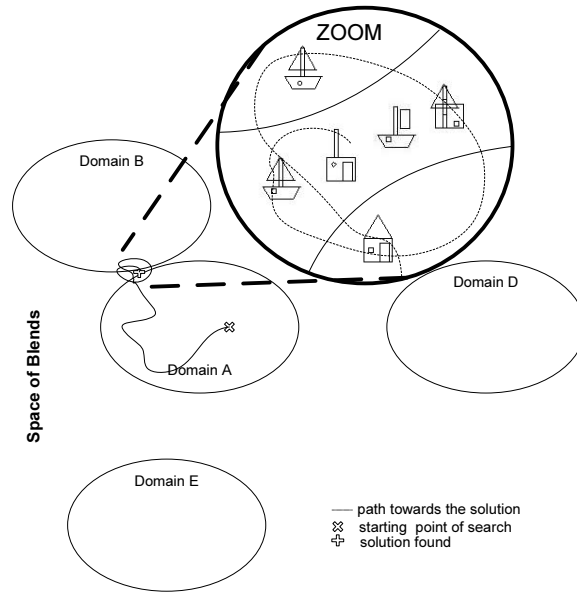 ZOOM
Domain B
Domain D
Domain A
Space of Blends
Domain E
path towards the solution
starting point of search
solution found